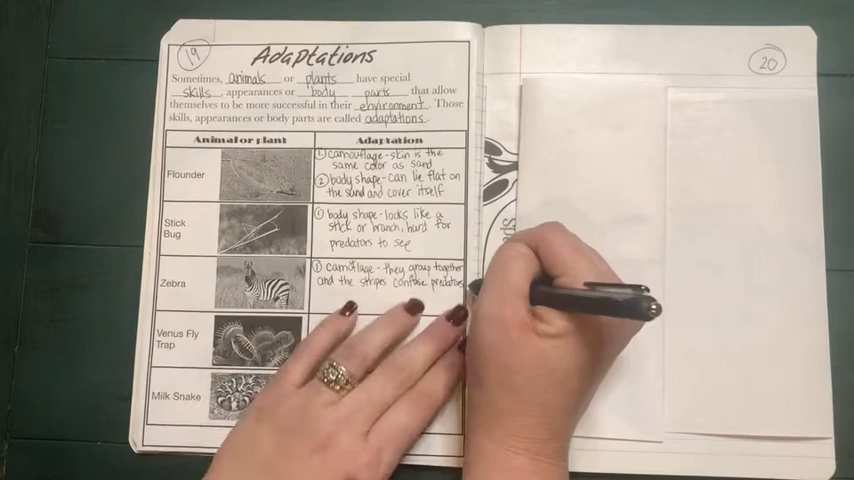 19
Adaptations
Sometimes, animals or plants have special
skills, appearances or body parts that allow
themselves to be more successful in their environment. Those
skills, appearances or body parts are called adaptations.
Animal or plant
Adaptation
Flounder
① camouflage - skin is the
same color as sand
② body shape - can lie flat on
the sand and cover itself
Stick
Bug
① body shape - looks like a
stick or branch, hard for
predators to see
Zebra
① camoflage - they group together
and the stripes confuse predators
Venus Fly
Trap
Milk Snake
20